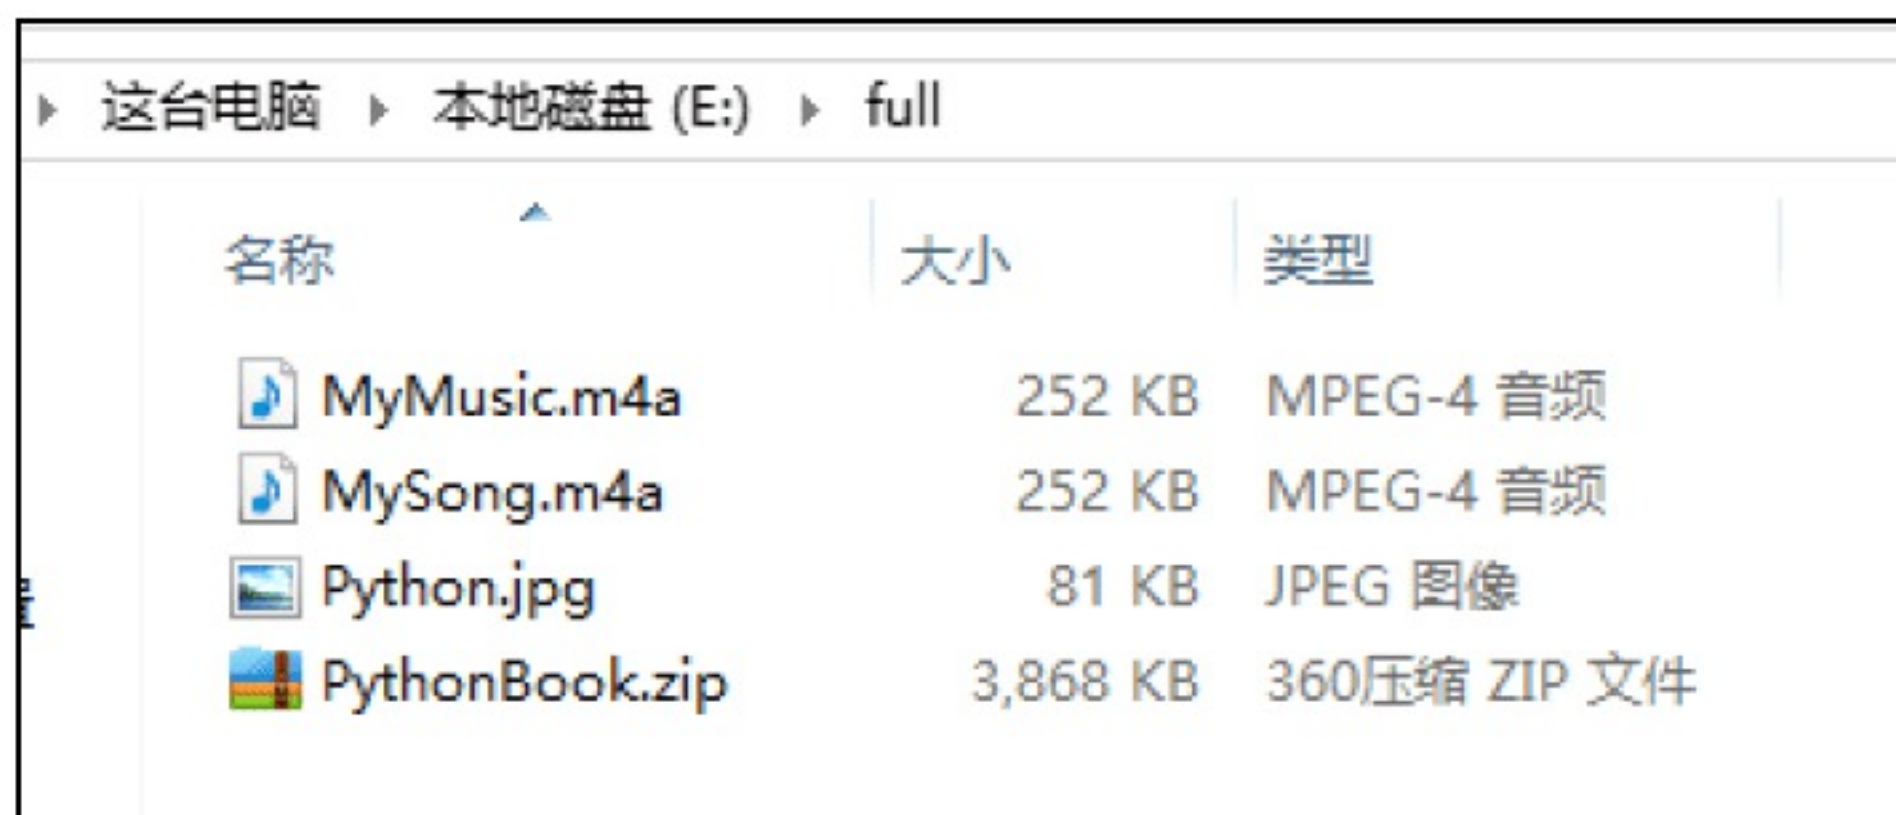 这台电脑 本地磁盘 (E:) full
名称 大小 类型
MyMusic.m4a 252 KB MPEG-4 音频
MySong.m4a 252 KB MPEG-4 音频
Python.jpg 81 KB JPEG 图像
PythonBook.zip 3,868 KB 360压缩 ZIP 文件